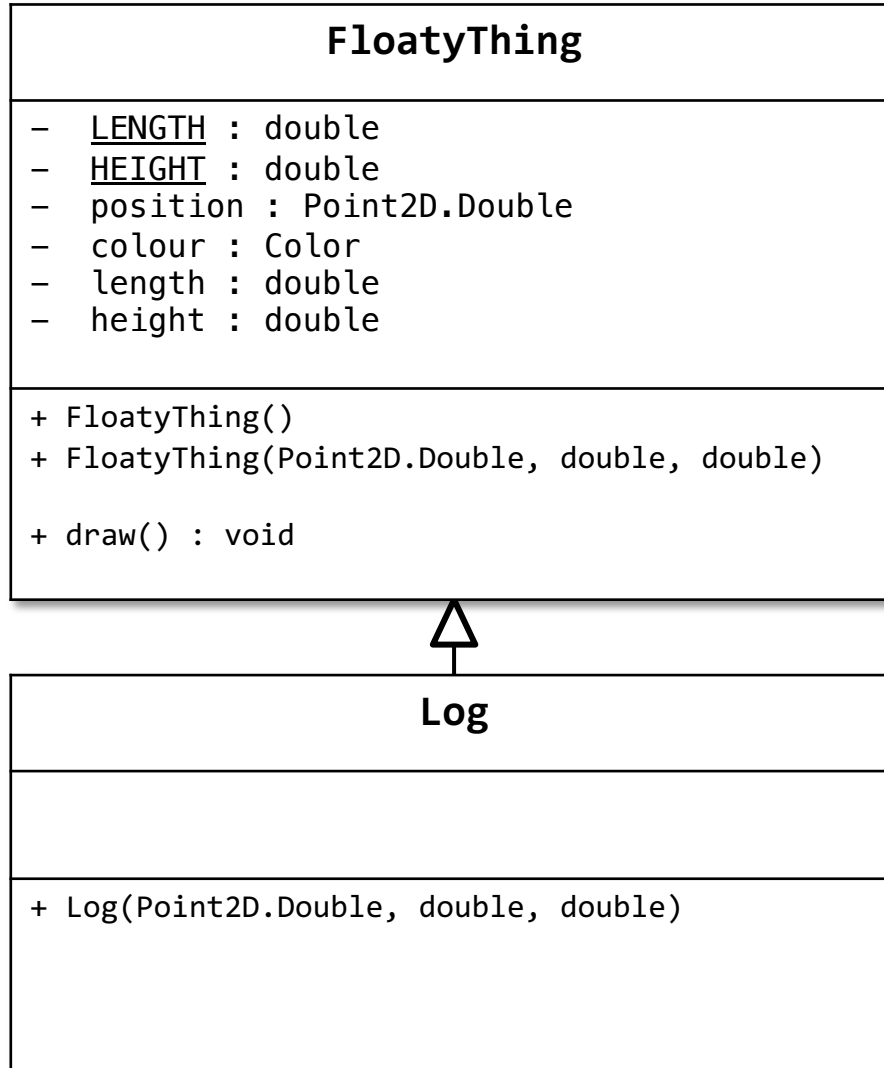 FloatyThing
– LENGTH : double
– HEIGHT : double
– position : Point2D.Double
– colour : Color
– length : double
– height : double
+ FloatyThing()
+ FloatyThing(Point2D.Double, double, double)
+ draw() : void
Log
+ Log(Point2D.Double, double, double)